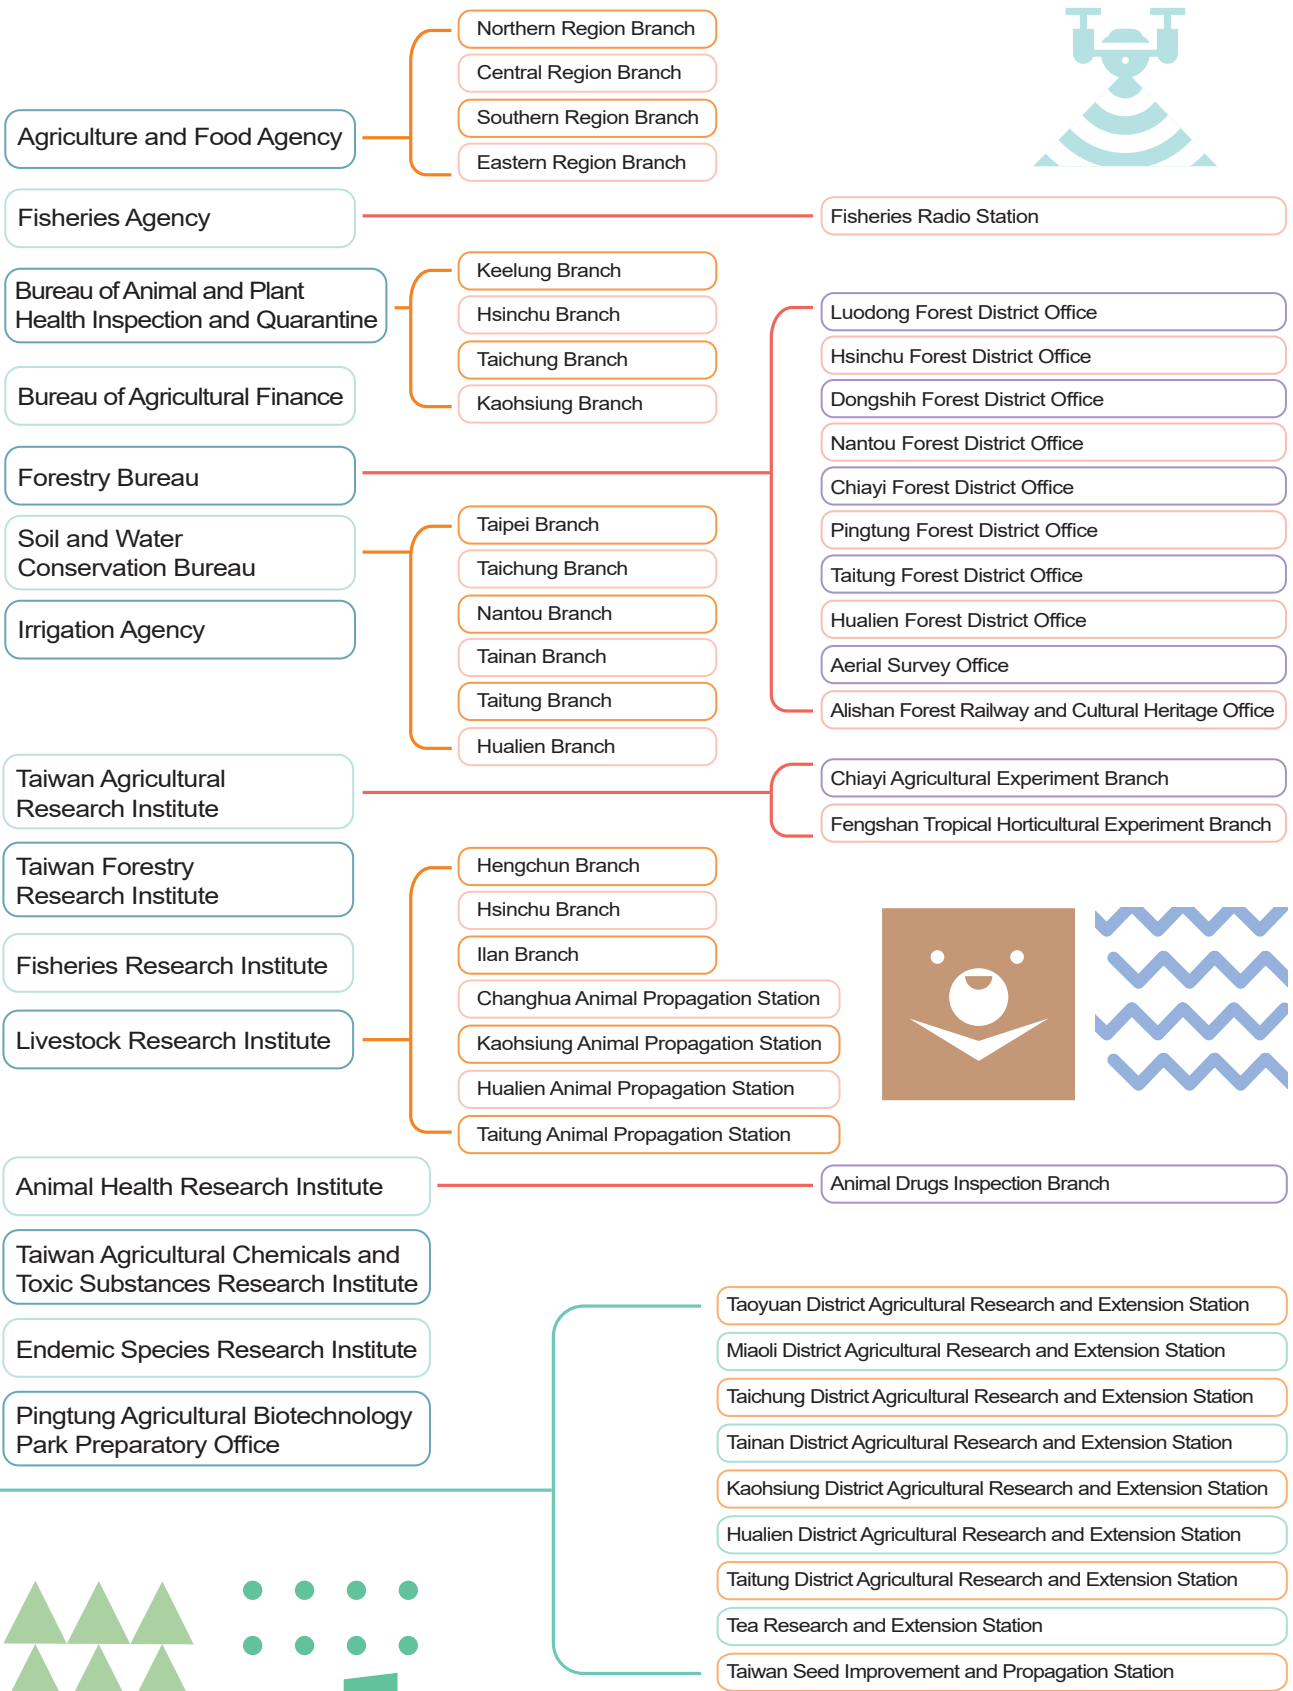 Agriculture and Food Agency
Northern Region Branch
Central Region Branch
Southern Region Branch
Eastern Region Branch
Fisheries Agency
Fisheries Radio Station
Bureau of Animal and Plant
Health Inspection and Quarantine
Keelung Branch
Hsinchu Branch
Taichung Branch
Kaohsiung Branch
Bureau of Agricultural Finance
Forestry Bureau
Luodong Forest District Office
Hsinchu Forest District Office
Dongshih Forest District Office
Nantou Forest District Office
Chiayi Forest District Office
Pingtung Forest District Office
Taitung Forest District Office
Hualien Forest District Office
Aerial Survey Office
Alishan Forest Railway and Cultural Heritage Office
Soil and Water
Conservation Bureau
Taipei Branch
Taichung Branch
Nantou Branch
Tainan Branch
Taitung Branch
Hualien Branch
Irrigation Agency
Taiwan Agricultural
Research Institute
Chiayi Agricultural Experiment Branch
Fengshan Tropical Horticultural Experiment Branch
Taiwan Forestry
Research Institute
Fisheries Research Institute
Livestock Research Institute
Hengchun Branch
Hsinchu Branch
Ilan Branch
Changhua Animal Propagation Station
Kaohsiung Animal Propagation Station
Hualien Animal Propagation Station
Taitung Animal Propagation Station
Animal Health Research Institute
Animal Drugs Inspection Branch
Taiwan Agricultural Chemicals and
Toxic Substances Research Institute
Endemic Species Research Institute
Pingtung Agricultural Biotechnology
Park Preparatory Office
Taoyuan District Agricultural Research and Extension Station
Miaoli District Agricultural Research and Extension Station
Taichung District Agricultural Research and Extension Station
Tainan District Agricultural Research and Extension Station
Kaohsiung District Agricultural Research and Extension Station
Hualien District Agricultural Research and Extension Station
Taitung District Agricultural Research and Extension Station
Tea Research and Extension Station
Taiwan Seed Improvement and Propagation Station